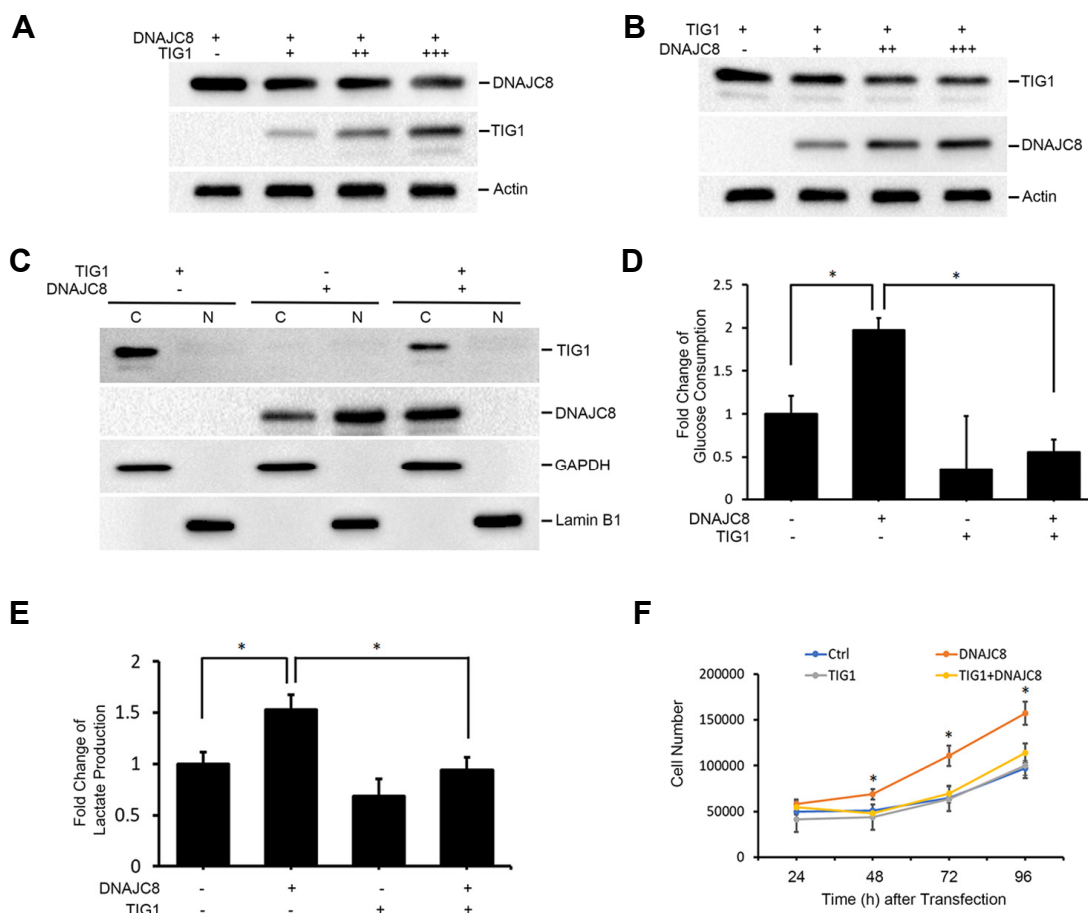 A
DNAJC8 + + + +
TIG1 - + ++ +++
DNAJC8
TIG1
Actin
B
TIG1 + + + +
DNAJC8 - + ++ +++
TIG1
DNAJC8
Actin
C
TIG1 + - +
DNAJC8 - + +
C N C N C N
TIG1
DNAJC8
GAPDH
Lamin B1
D
Fold Change of
Glucose Consumption
2.5
2
1.5
1
0.5
0
* *
DNAJC8 - + - +
TIG1 - - + +
E
Fold Change of
Lactate Production
2
1.5
1
0.5
0
* *
DNAJC8 - + - +
TIG1 - - + +
F
Ctrl DNAJC8
TIG1 TIG1+DNAJC8
Cell Number
200000
150000
100000
50000
0
* * *
24 48 72 96
Time (h) after Transfection